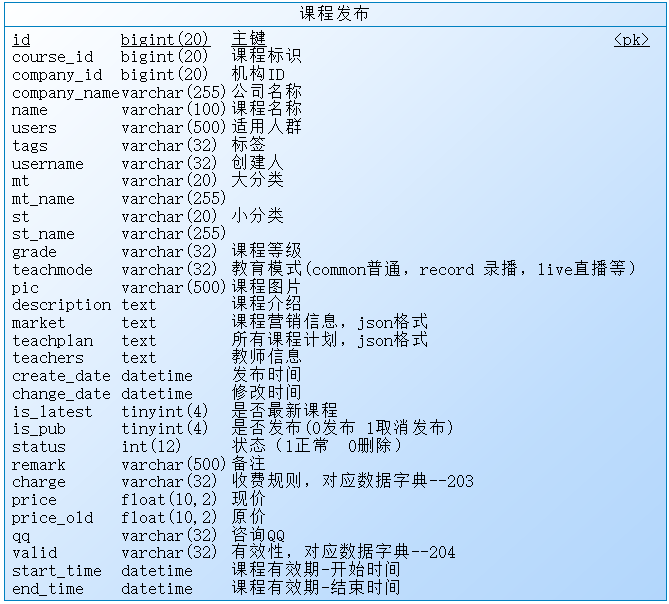 课程发布
id bigint(20) 主键 <pk>
course_id bigint(20) 课程标识
company_id bigint(20) 机构ID
company_name varchar(255) 公司名称
name varchar(100) 课程名称
users varchar(500) 适用人群
tags varchar(32) 标签
username varchar(32) 创建人
mt varchar(20) 大分类
mt_name varchar(255)
st varchar(20) 小分类
st_name varchar(255)
grade varchar(32) 课程等级
teachmode varchar(32) 教育模式(common普通，record 录播，live直播等）
pic varchar(500) 课程图片
description text 课程介绍
market text 课程营销信息，json格式
teachplan text 所有课程计划，json格式
teachers text 教师信息
create_date datetime 发布时间
change_date datetime 修改时间
is_latest tinyint(4) 是否最新课程
is_pub tinyint(4) 是否发布(0发布 1取消发布)
status int(12) 状态（1正常 0删除）
remark varchar(500) 备注
charge varchar(32) 收费规则，对应数据字典--203
price float(10,2) 现价
price_old float(10,2) 原价
qq varchar(32) 咨询QQ
valid varchar(32) 有效性，对应数据字典--204
start_time datetime 课程有效期-开始时间
end_time datetime 课程有效期-结束时间